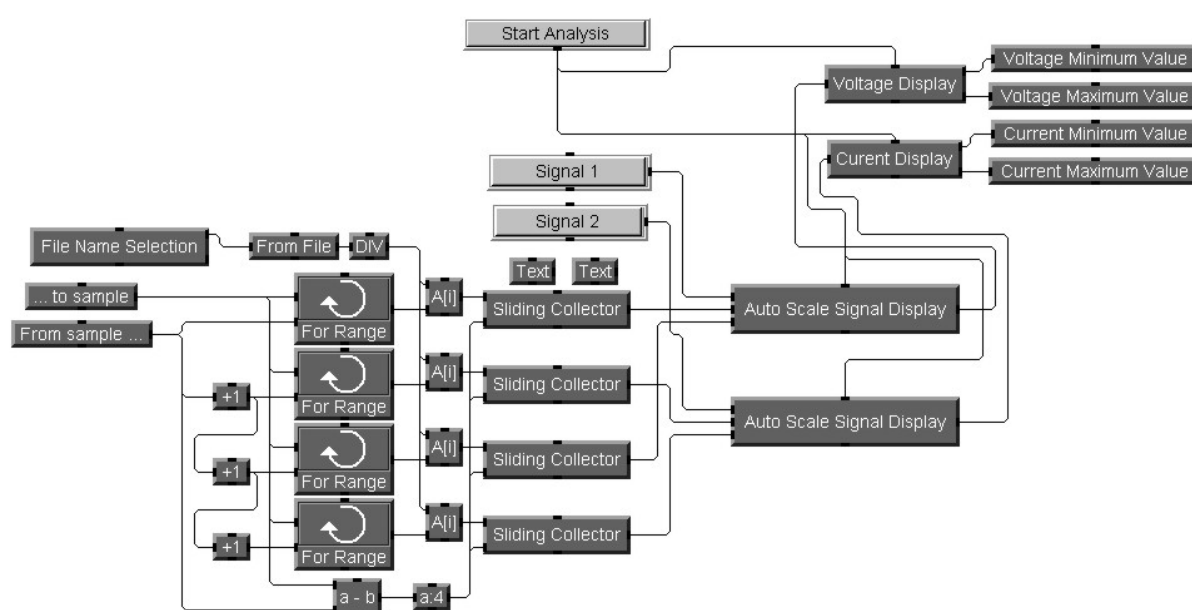 Start Analysis
Voltage Display
Voltage Minimum Value
Voltage Maximum Value
Curent Display
Current Minimum Value
Current Maximum Value
Signal 1
Signal 2
File Name Selection
From File
DIV
Text
Text
... to sample
From sample ...
For Range
A[i]
Sliding Collector
Auto Scale Signal Display
+1
For Range
A[i]
Sliding Collector
Auto Scale Signal Display
+1
For Range
A[i]
Sliding Collector
+1
For Range
A[i]
Sliding Collector
a - b
a:4